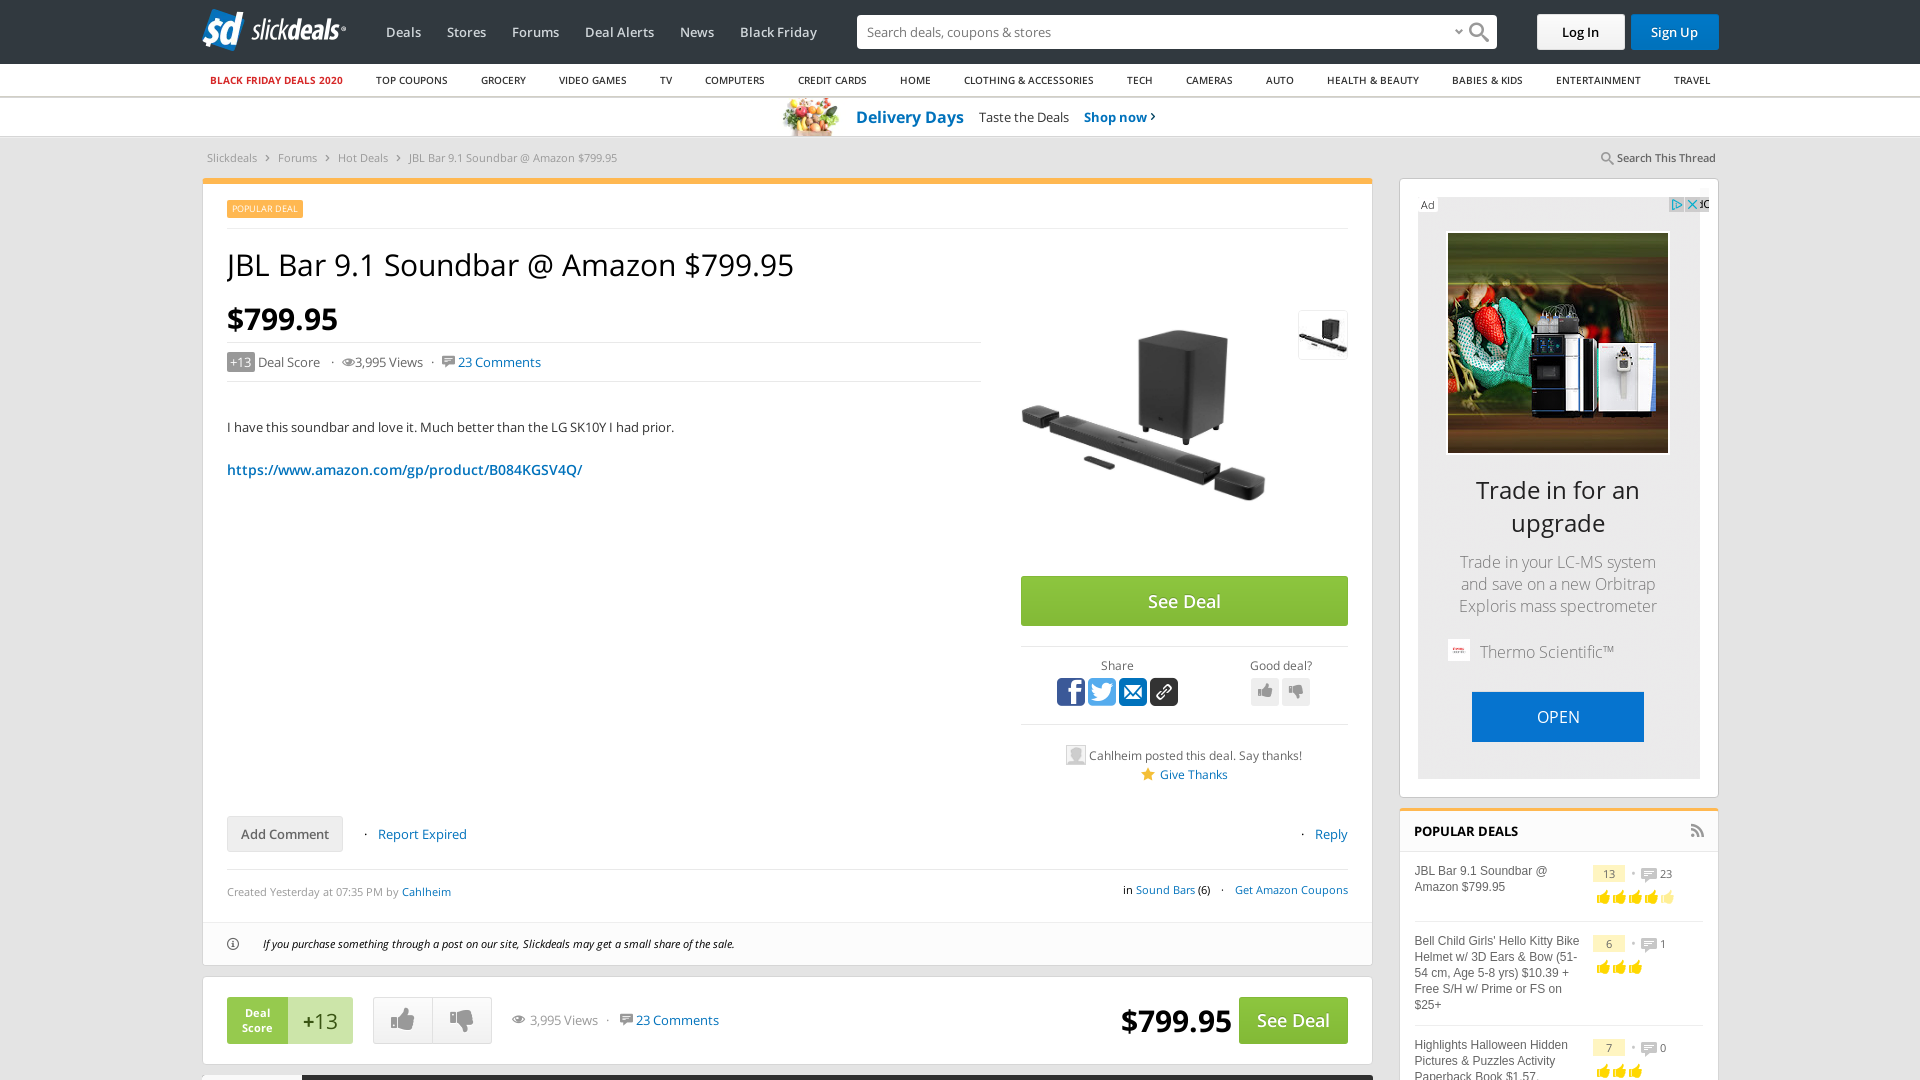 sd slickdeals
Deals Stores Forums Deal Alerts News Black Friday
Search deals, coupons & stores
Log In Sign Up
BLACK FRIDAY DEALS 2020 TOP COUPONS GROCERY VIDEO GAMES TV COMPUTERS CREDIT CARDS HOME CLOTHING & ACCESSORIES TECH CAMERAS AUTO HEALTH & BEAUTY BABIES & KIDS ENTERTAINMENT TRAVEL
Delivery Days Taste the Deals Shop now ›
Slickdeals › Forums › Hot Deals › JBL Bar 9.1 Soundbar @ Amazon $799.95
Search This Thread
POPULAR DEAL
JBL Bar 9.1 Soundbar @ Amazon $799.95
$799.95
+13 Deal Score · 3,995 Views · 23 Comments
I have this soundbar and love it. Much better than the LG SK10Y I had prior.
https://www.amazon.com/gp/product/B084KGSV4Q/
See Deal
Share
Good deal?
Cahlheim posted this deal. Say thanks!
Give Thanks
Add Comment · Report Expired · Reply
Created Yesterday at 07:35 PM by Cahlheim
in Sound Bars (6) · Get Amazon Coupons
If you purchase something through a post on our site, Slickdeals may get a small share of the sale.
Deal
Score
+13
3,995 Views · 23 Comments
$799.95 See Deal
Ad
Trade in for an
upgrade
Trade in your LC-MS system
and save on a new Orbitrap
Exploris mass spectrometer
Thermo Scientific™
OPEN
POPULAR DEALS
JBL Bar 9.1 Soundbar @
Amazon $799.95
13 • 23
Bell Child Girls' Hello Kitty Bike
Helmet w/ 3D Ears & Bow (51-
54 cm, Age 5-8 yrs) $10.39 +
Free S/H w/ Prime or FS on
$25+
6 • 1
Highlights Halloween Hidden
Pictures & Puzzles Activity
Paperback Book $1.57,
7 • 0